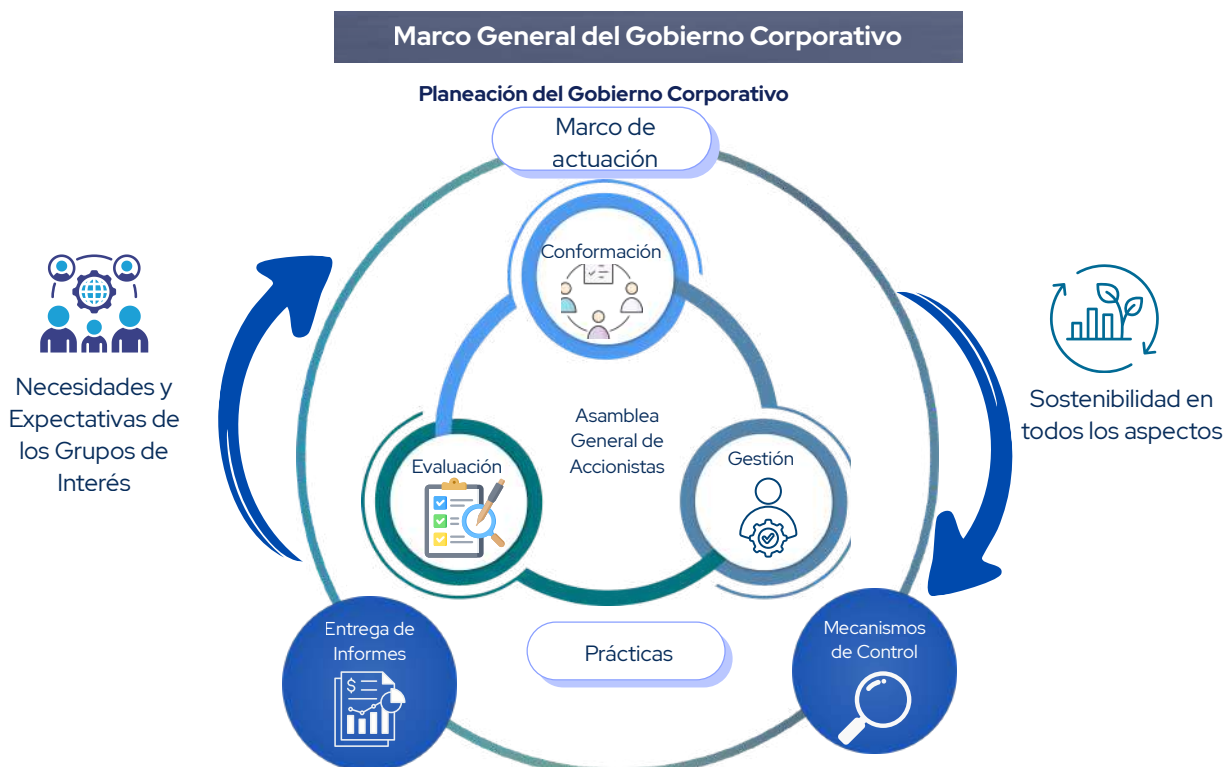 Marco General del Gobierno Corporativo
Planeación del Gobierno Corporativo
Marco de
actuación
Conformación
Necesidades y
Expectativas de
los Grupos de
Interés
Asamblea
General de
Accionistas
Sostenibilidad en
todos los aspectos
Evaluación
Gestión
Entrega de
Informes
Prácticas
Mecanismos
de Control